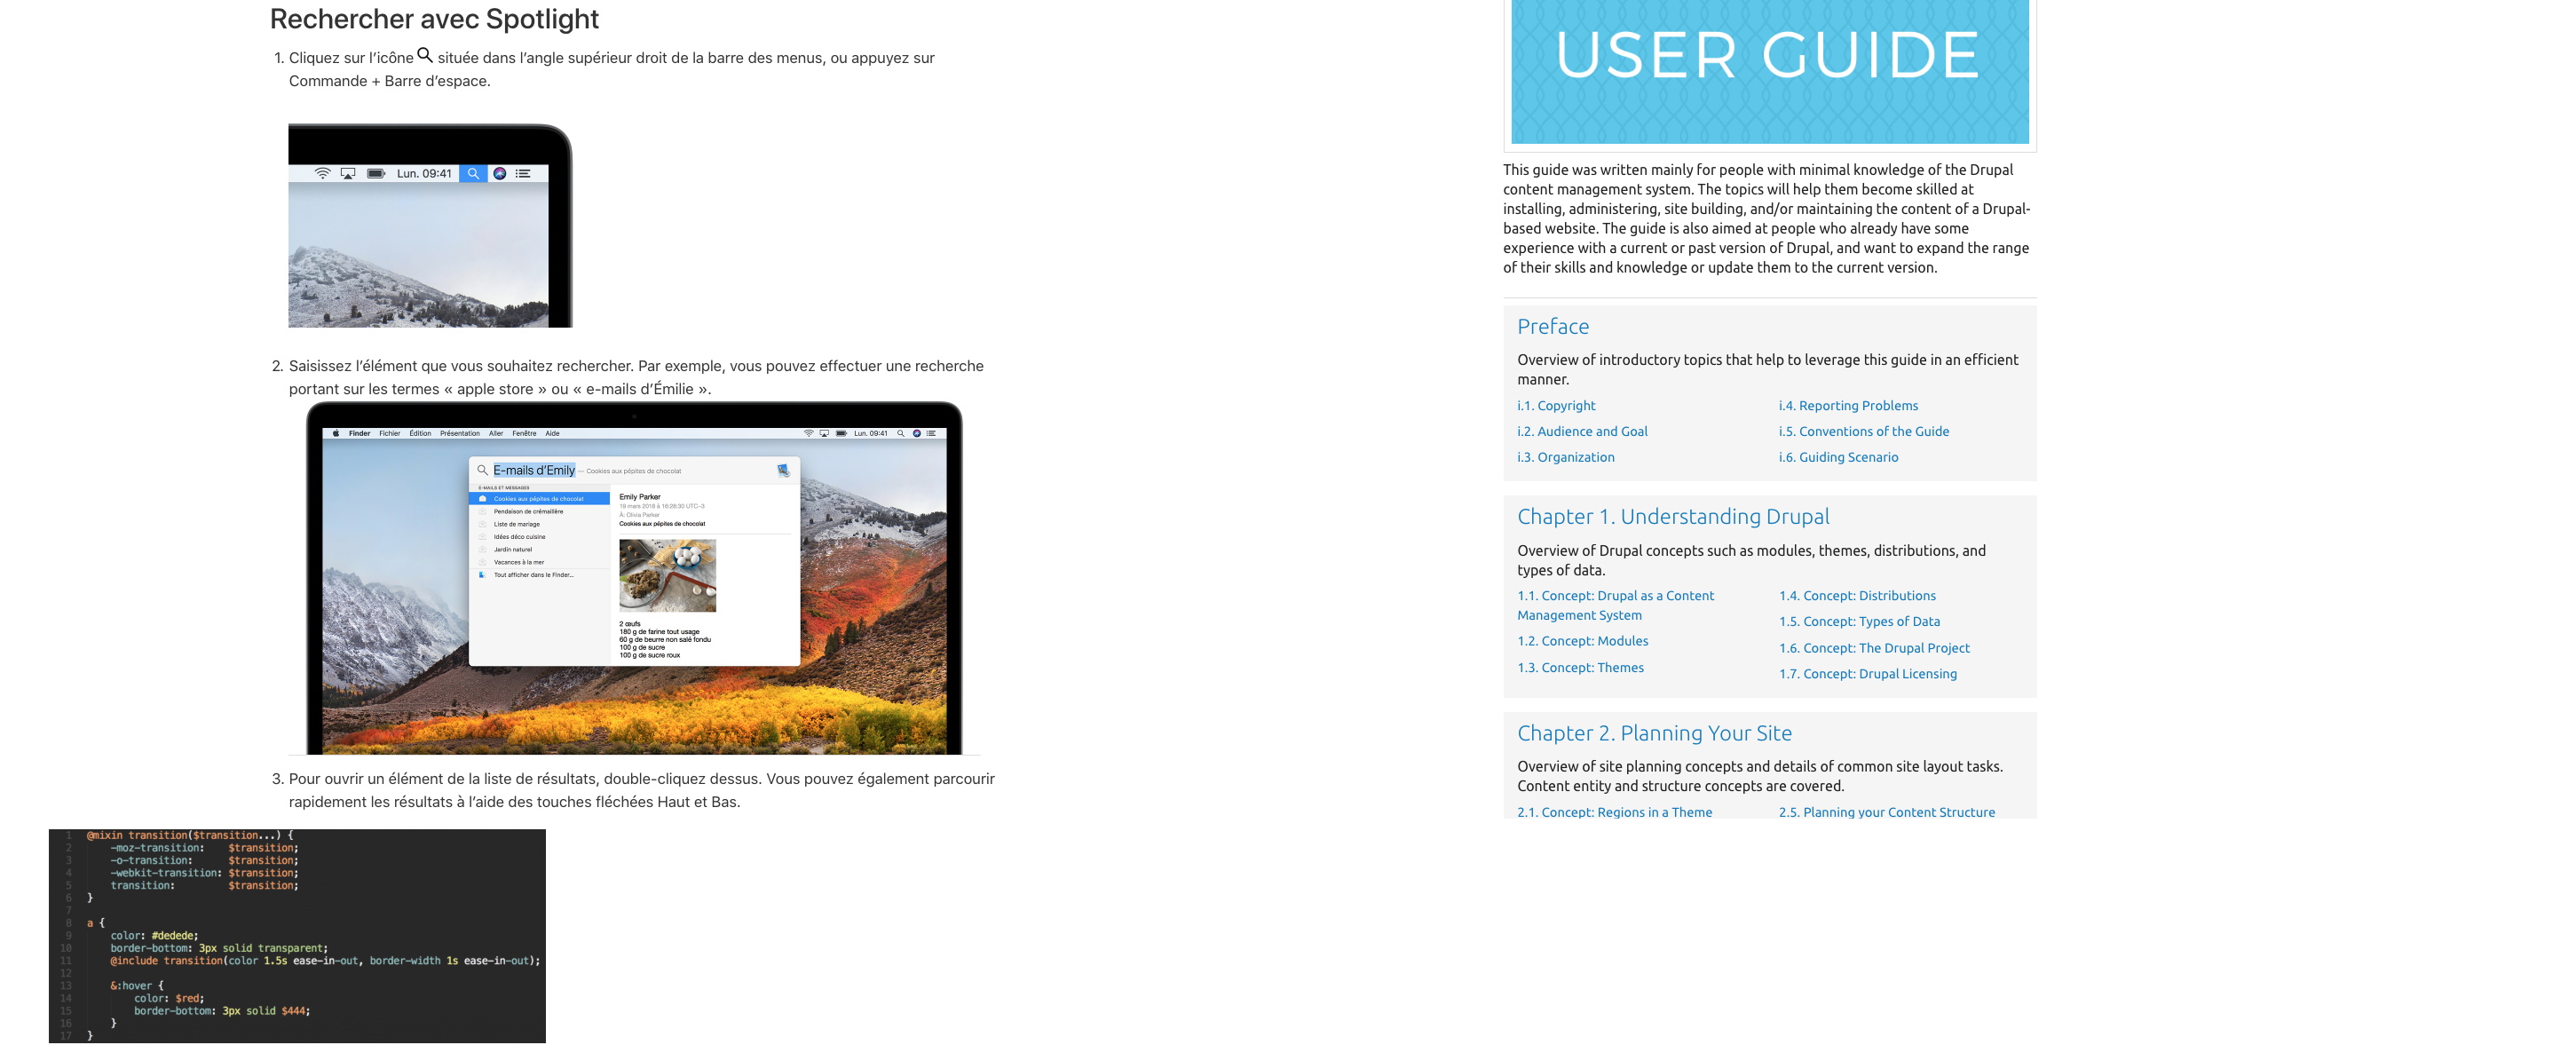 Rechercher avec Spotlight
1. Cliquez sur l’icône située dans l’angle supérieur droit de la barre des menus, ou appuyez sur
Commande + Barre d’espace.
Lun. 09:41
2. Saisissez l’élément que vous souhaitez rechercher. Par exemple, vous pouvez effectuer une recherche
portant sur les termes « apple store » ou « e-mails d’Émilie ».
Finder Fichier Édition Présentation Aller Fenêtre Aide Lun. 09:41
E-mails d’Emily — Cookies aux pépites de chocolat
E-MAILS ET MESSAGES
Cookies aux pépites de chocolat
Pendaison de crémaillère
Liste de mariage
Idées déco cuisine
Jardin naturel
Vacances à la mer
Tout afficher dans le Finder...
Emily Parker
19 mars 2018 à 16:28:30 UTC-3
À: Olivia Parker
Cookies aux pépites de chocolat
2 œufs
180 g de farine tout usage
60 g de beurre non salé fondu
100 g de sucre
100 g de sucre roux
3. Pour ouvrir un élément de la liste de résultats, double-cliquez dessus. Vous pouvez également parcourir
rapidement les résultats à l’aide des touches fléchées Haut et Bas.
1 @mixin transition($transition...) {
2 -moz-transition: $transition;
3 -o-transition: $transition;
4 -webkit-transition: $transition;
5 transition: $transition;
6 }
7
8 a {
9 color: #dedede;
10 border-bottom: 3px solid transparent;
11 @include transition(color 1.5s ease-in-out, border-width 1s ease-in-out);
12
13 &:hover {
14 color: $red;
15 border-bottom: 3px solid $444;
16 }
17 }
USER GUIDE
This guide was written mainly for people with minimal knowledge of the Drupal
content management system. The topics will help them become skilled at
installing, administering, site building, and/or maintaining the content of a Drupal-
based website. The guide is also aimed at people who already have some
experience with a current or past version of Drupal, and want to expand the range
of their skills and knowledge or update them to the current version.
Preface
Overview of introductory topics that help to leverage this guide in an efficient
manner.
i.1. Copyright
i.2. Audience and Goal
i.3. Organization
i.4. Reporting Problems
i.5. Conventions of the Guide
i.6. Guiding Scenario
Chapter 1. Understanding Drupal
Overview of Drupal concepts such as modules, themes, distributions, and
types of data.
1.1. Concept: Drupal as a Content
Management System
1.2. Concept: Modules
1.3. Concept: Themes
1.4. Concept: Distributions
1.5. Concept: Types of Data
1.6. Concept: The Drupal Project
1.7. Concept: Drupal Licensing
Chapter 2. Planning Your Site
Overview of site planning concepts and details of common site layout tasks.
Content entity and structure concepts are covered.
2.1. Concept: Regions in a Theme
2.5. Planning your Content Structure